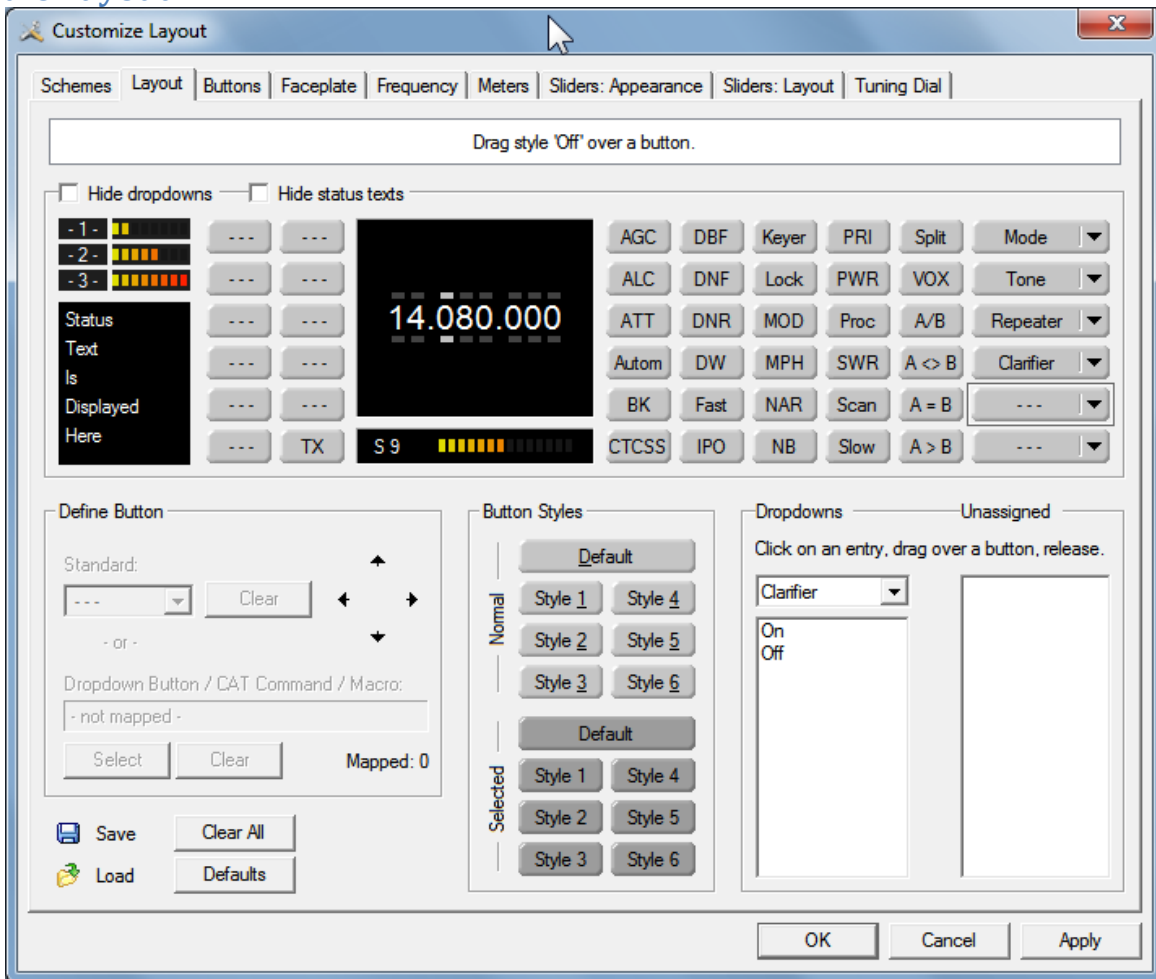 Customize Layout
Schemes Layout Buttons Faceplate Frequency Meters Sliders: Appearance Sliders: Layout Tuning Dial
Drag style 'Off' over a button.
Hide dropdowns Hide status texts
- 1 - --- --- AGC DBF Keyer PRI Split Mode
- 2 -
- 3 - --- --- ALC DNF Lock PWR VOX Tone
Status --- --- 14.080.000 ATT DNR MOD Proc A/B Repeater
Text
Is --- --- Autom DW MPH SWR A <> B Clarifier
Displayed --- --- BK Fast NAR Scan A = B ---
Here --- TX S 9 CTCSS IPO NB Slow A > B ---
Define Button
Standard:
--- Clear
- or -
Dropdown Button / CAT Command / Macro:
- not mapped -
Select Clear Mapped: 0
Save Clear All
Load Defaults
Button Styles
Normal
Default
Style 1 Style 4
Style 2 Style 5
Style 3 Style 6
Selected
Default
Style 1 Style 4
Style 2 Style 5
Style 3 Style 6
Dropdowns Unassigned
Click on an entry, drag over a button, release.
Clarifier
On
Off
OK Cancel Apply